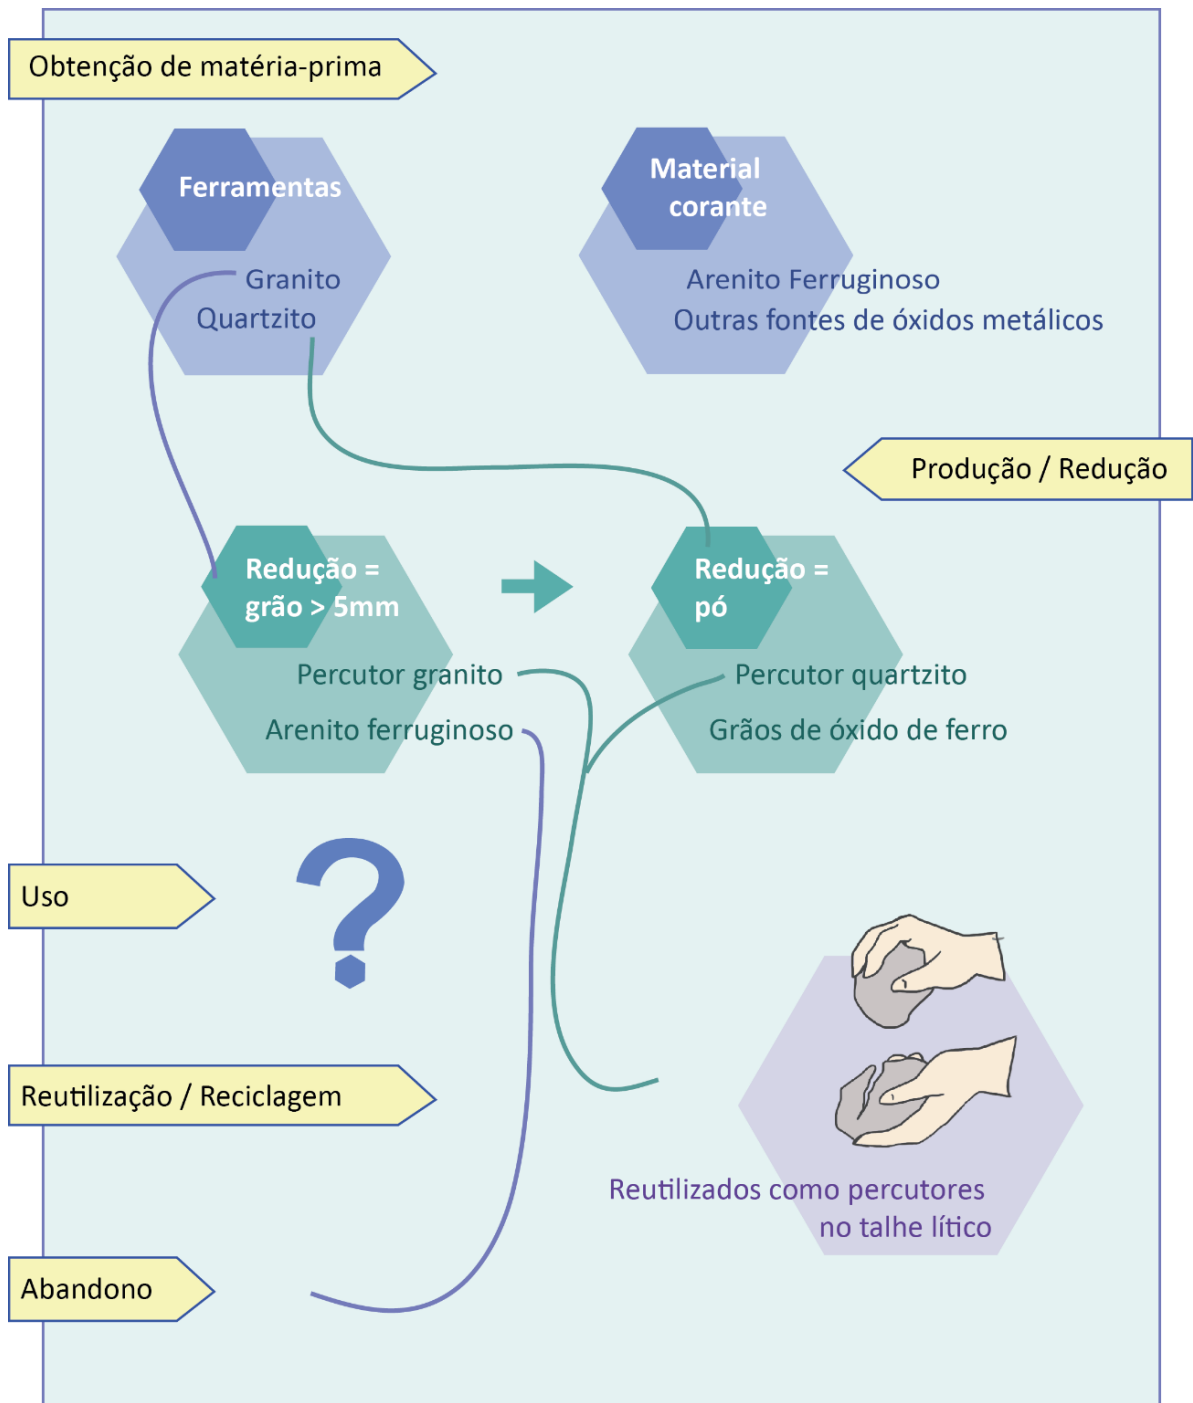 Obtenção de matéria-prima
Ferramentas
Granito
Quartzito
Material
corante
Arenito Ferruginoso
Outras fontes de óxidos metálicos
Produção / Redução
Redução =
grão > 5mm
Percutor granito
Arenito ferruginoso
Redução =
pó
Percutor quartzito
Grãos de óxido de ferro
Uso
?
Reutilização / Reciclagem
Reutilizados como percutores
no talhe lítico
Abandono